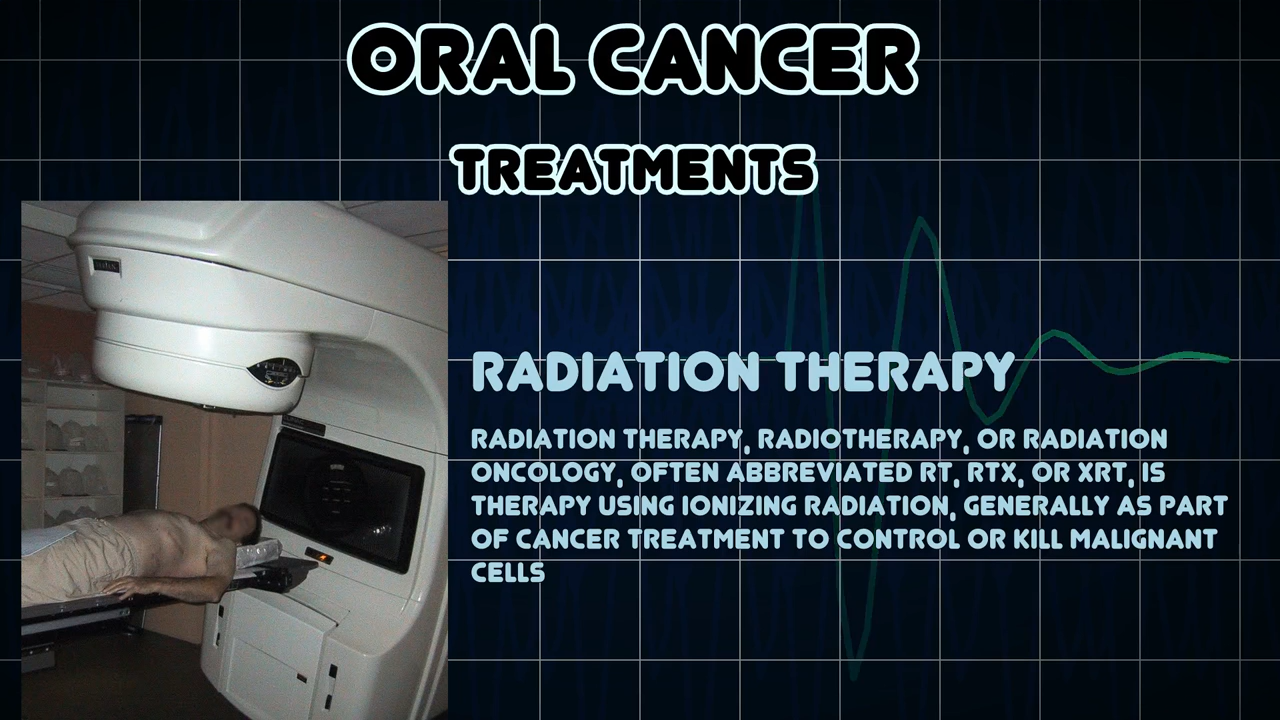 ORAL CANCER
TREATMENTS
RADIATION THERAPY
RADIATION THERAPY, RADIOTHERAPY, OR RADIATION
ONCOLOGY, OFTEN ABBREVIATED RT, RTX, OR XRT, IS
THERAPY USING IONIZING RADIATION, GENERALLY AS PART
OF CANCER TREATMENT TO CONTROL OR KILL MALIGNANT
CELLS